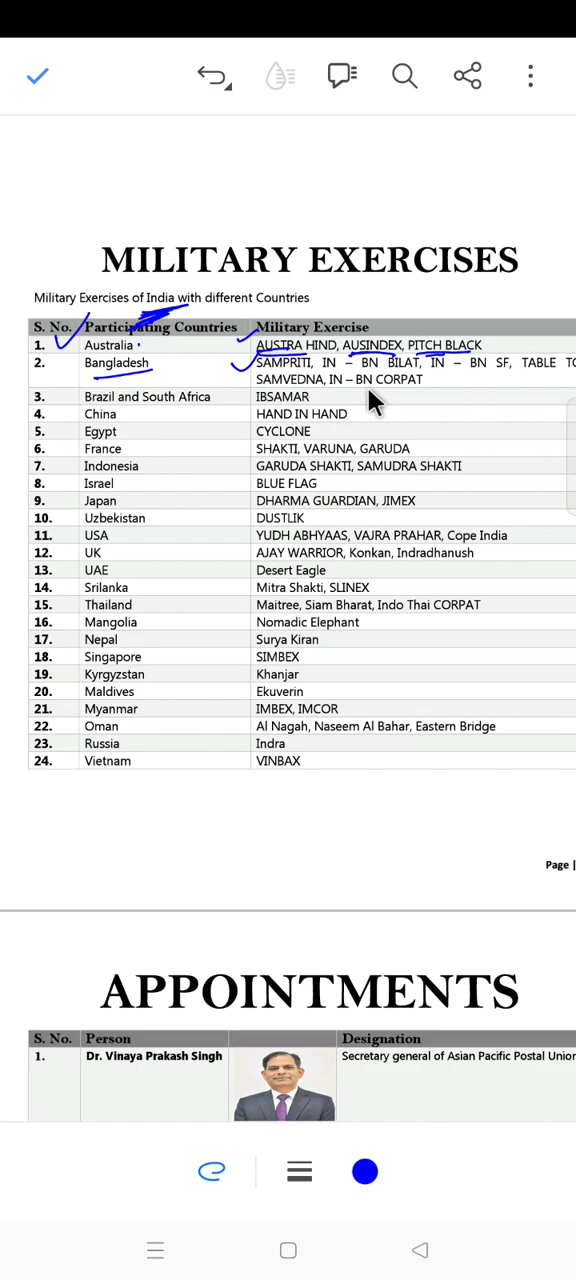 MILITARY EXERCISES
Military Exercises of India with different Countries
S. No. Participating Countries Military Exercise
1. Australia AUSTRA HIND, AUSINDEX, PITCH BLACK
2. Bangladesh SAMPRITI, IN – BN BILAT, IN – BN SF, TABLE
SAMVEDNA, IN – BN CORPAT
3. Brazil and South Africa IBSAMAR
4. China HAND IN HAND
5. Egypt CYCLONE
6. France SHAKTI, VARUNA, GARUDA
7. Indonesia GARUDA SHAKTI, SAMUDRA SHAKTI
8. Israel BLUE FLAG
9. Japan DHARMA GUARDIAN, JIMEX
10. Uzbekistan DUSTLIK
11. USA YUDH ABHYAAS, VAJRA PRAHAR, Cope India
12. UK AJAY WARRIOR, Konkan, Indradhanush
13. UAE Desert Eagle
14. Srilanka Mitra Shakti, SLINEX
15. Thailand Maitree, Siam Bharat, Indo Thai CORPAT
16. Mangolia Nomadic Elephant
17. Nepal Surya Kiran
18. Singapore SIMBEX
19. Kyrgyzstan Khanjar
20. Maldives Ekuverin
21. Myanmar IMBEX, IMCOR
22. Oman Al Nagah, Naseem Al Bahar, Eastern Bridge
23. Russia Indra
24. Vietnam VINBAX
Page |
APPOINTMENTS
S. No. Person Designation
1. Dr. Vinaya Prakash Singh Secretary general of Asian Pacific Postal Union